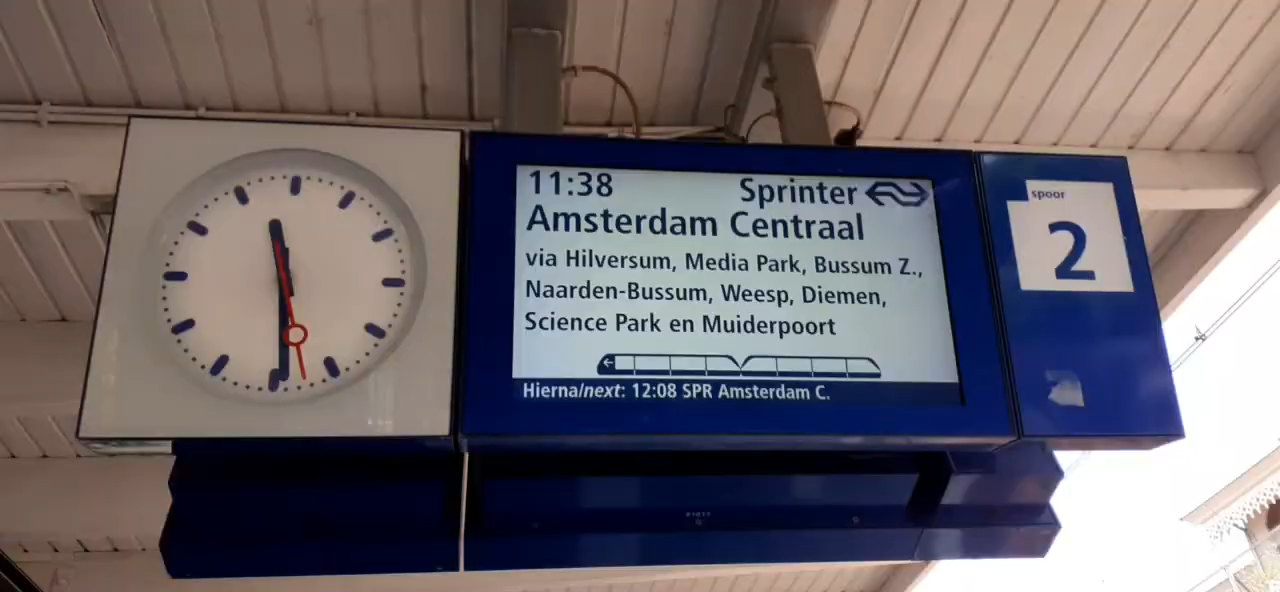 11:38 Sprinter
Amsterdam Centraal
via Hilversum, Media Park, Bussum Z.,
Naarden-Bussum, Weesp, Diemen,
Science Park en Muiderpoort
Hierna/next: 12:08 SPR Amsterdam C.
spoor
2